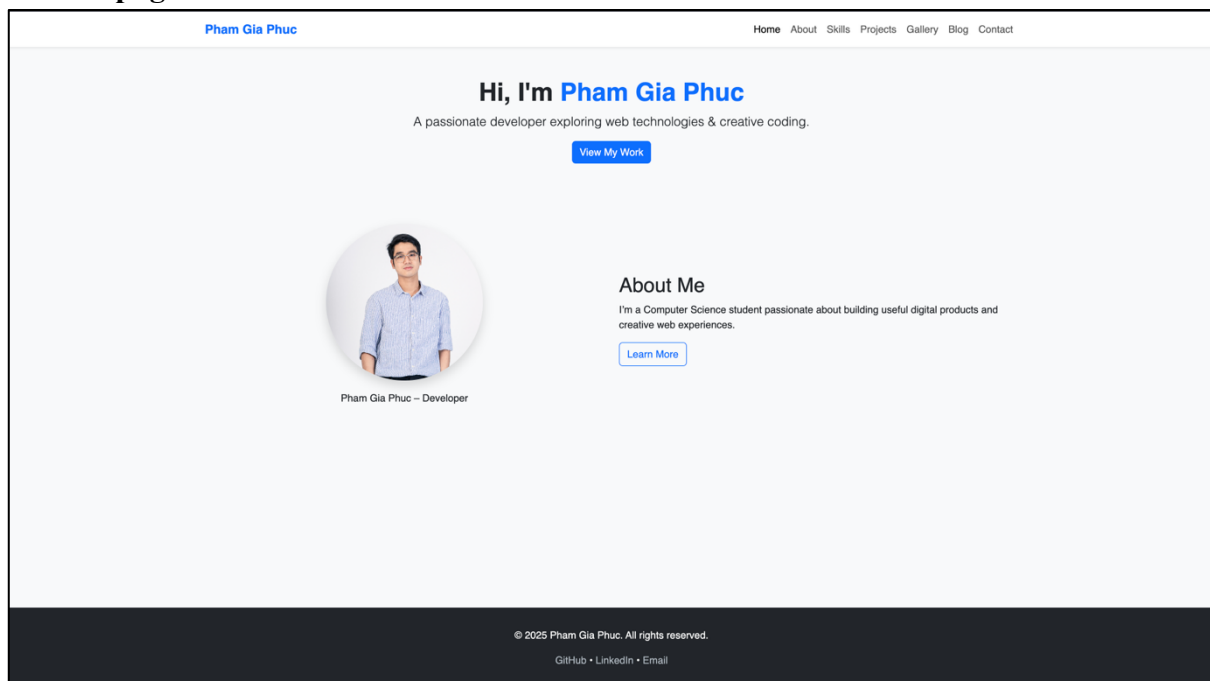 Pham Gia Phuc
Home About Skills Projects Gallery Blog Contact
Hi, I'm Pham Gia Phuc
A passionate developer exploring web technologies & creative coding.
View My Work
Pham Gia Phuc – Developer
About Me
I'm a Computer Science student passionate about building useful digital products and
creative web experiences.
Learn More
© 2025 Pham Gia Phuc. All rights reserved.
GitHub • LinkedIn • Email